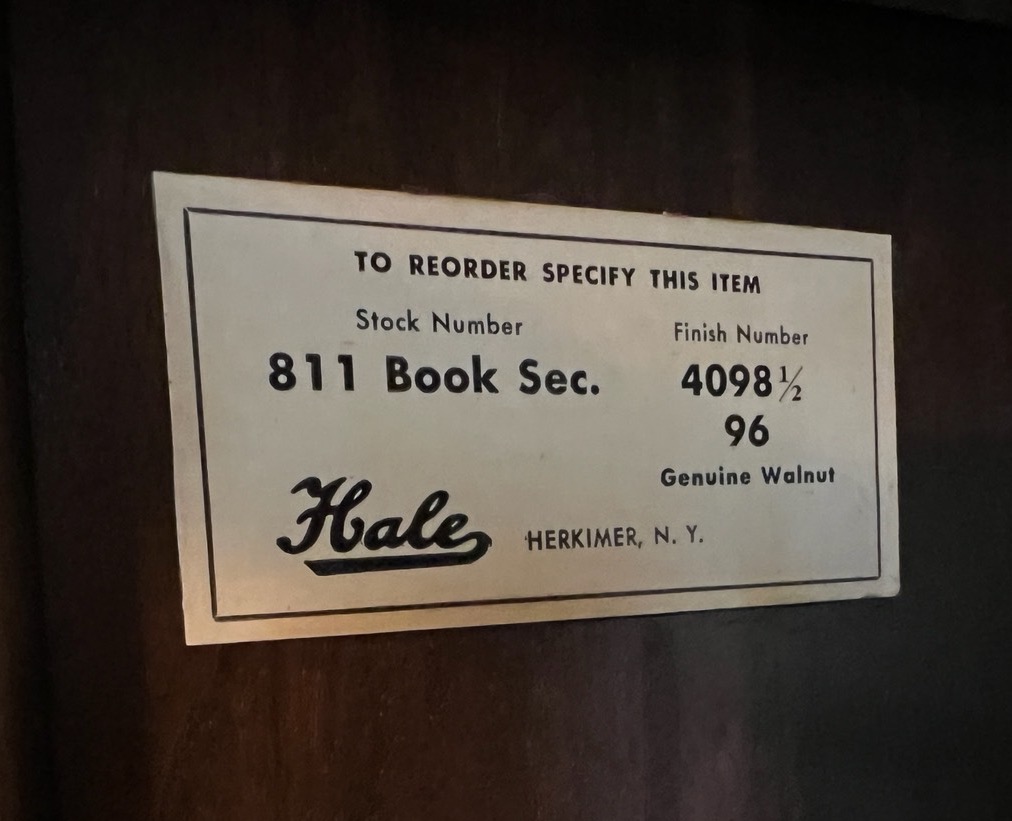 TO REORDER SPECIFY THIS ITEM
Stock Number Finish Number
811 Book Sec. 4098½
96
Genuine Walnut
Hale HERKIMER, N. Y.